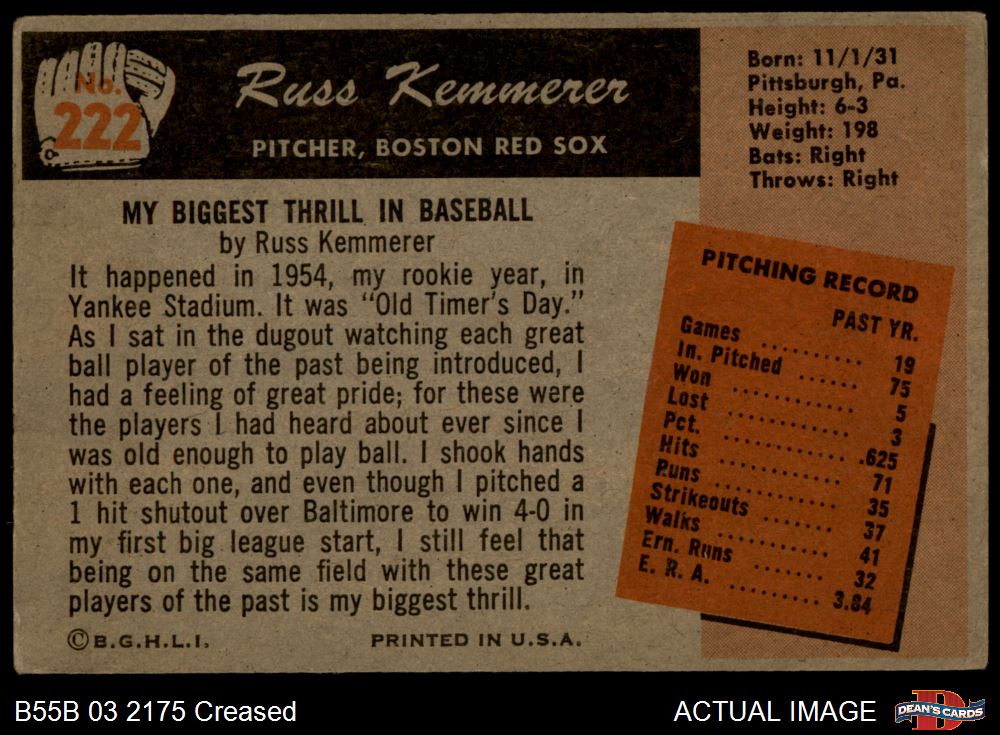 No.
222
Russ Kemmerer
PITCHER, BOSTON RED SOX
MY BIGGEST THRILL IN BASEBALL
by Russ Kemmerer
It happened in 1954, my rookie year, in
Yankee Stadium. It was “Old Timer's Day.”
As I sat in the dugout watching each great
ball player of the past being introduced, I
had a feeling of great pride; for these were
the players I had heard about ever since I
was old enough to play ball. I shook hands
with each one, and even though I pitched a
1 hit shutout over Baltimore to win 4-0 in
my first big league start, I still feel that
being on the same field with these great
players of the past is my biggest thrill.
©B.G.H.L.I. PRINTED IN U.S.A.
Born: 11/1/31
Pittsburgh, Pa.
Height: 6-3
Weight: 198
Bats: Right
Throws: Right
PITCHING RECORD
PAST YR.
Games .......... 19
In. Pitched ...... 75
Won ............ 5
Lost ............ 3
Pct. ............ .625
Hits ............ 71
Runs ............ 35
Strikeouts ....... 37
Walks .......... 41
Ern. Runs ....... 32
E. R. A. ......... 3.84
B55B 03 2175 Creased
ACTUAL IMAGE
D
DEAN'S CARDS